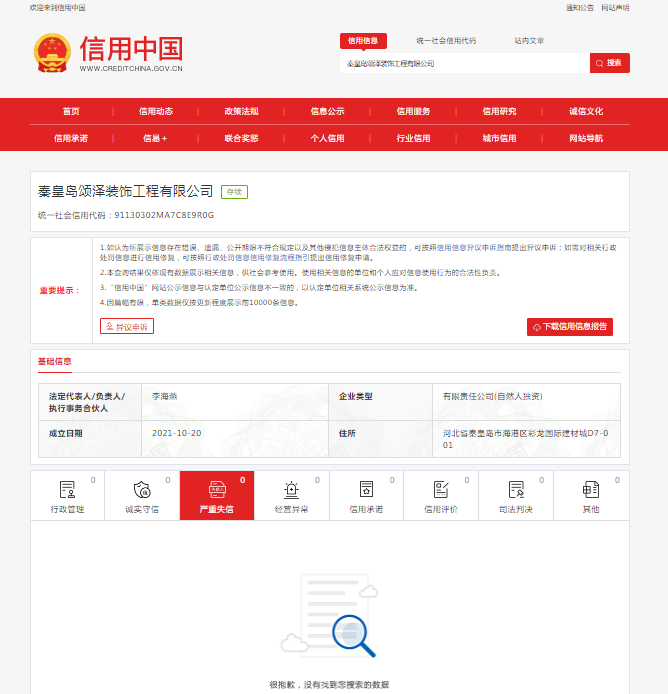 欢迎来到信用中国
通知公告 网站声明
信用中国
WWW.CREDITCHINA.GOV.CN
信用信息 统一社会信用代码 站内文章
秦皇岛颂泽装饰工程有限公司 搜索
首页 信用动态 政策法规 信息公示 信用服务 信用研究 诚信文化
信用承诺 信易+ 联合奖惩 个人信用 行业信用 城市信用 网站导航
秦皇岛颂泽装饰工程有限公司 存续
统一社会信用代码：91130302MA7C8E9R0G
重要提示：
1.如认为所展示信息存在错误、遗漏、公开期限不符合规定以及其他侵犯信息主体合法权益的，可按照信用信息异议申诉指南提出异议申诉；如需对相关行政
处罚信息进行信用修复，可按照行政处罚信息信用修复流程指引提出信用修复申请。
2.本查询结果仅依现有数据展示相关信息，供社会参考使用。使用相关信息的单位和个人应对信息使用行为的合法性负责。
3.“信用中国”网站公示信息与认定单位公示信息不一致的，以认定单位相关系统公示信息为准。
4.因篇幅有限，单类数据仅按更新程度展示前10000条信息。
异议申诉 下载信用信息报告
基础信息
法定代表人/负责人/
执行事务合伙人
李海燕
企业类型
有限责任公司(自然人独资)
成立日期
2021-10-20
住所
河北省秦皇岛市海港区彩龙国际建材城D7-0
01
0 0 0 0 0 0 0 0
行政管理 诚实守信 严重失信 经营异常 信用承诺 信用评价 司法判决 其他
很抱歉，没有找到您搜索的数据